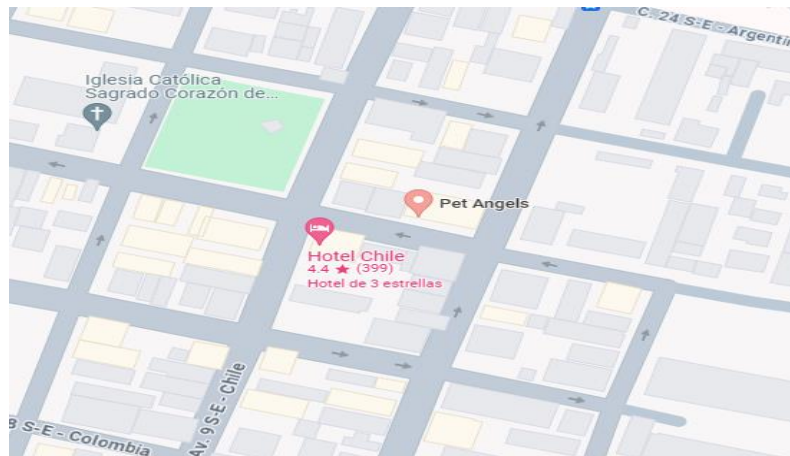 C. 24 S-E - Argentin
Iglesia Católica
Sagrado Corazón de...
Pet Angels
Hotel Chile
4.4 ★ (399)
Hotel de 3 estrellas
Av. 9 S-E - Chile
8 S-E - Colombia